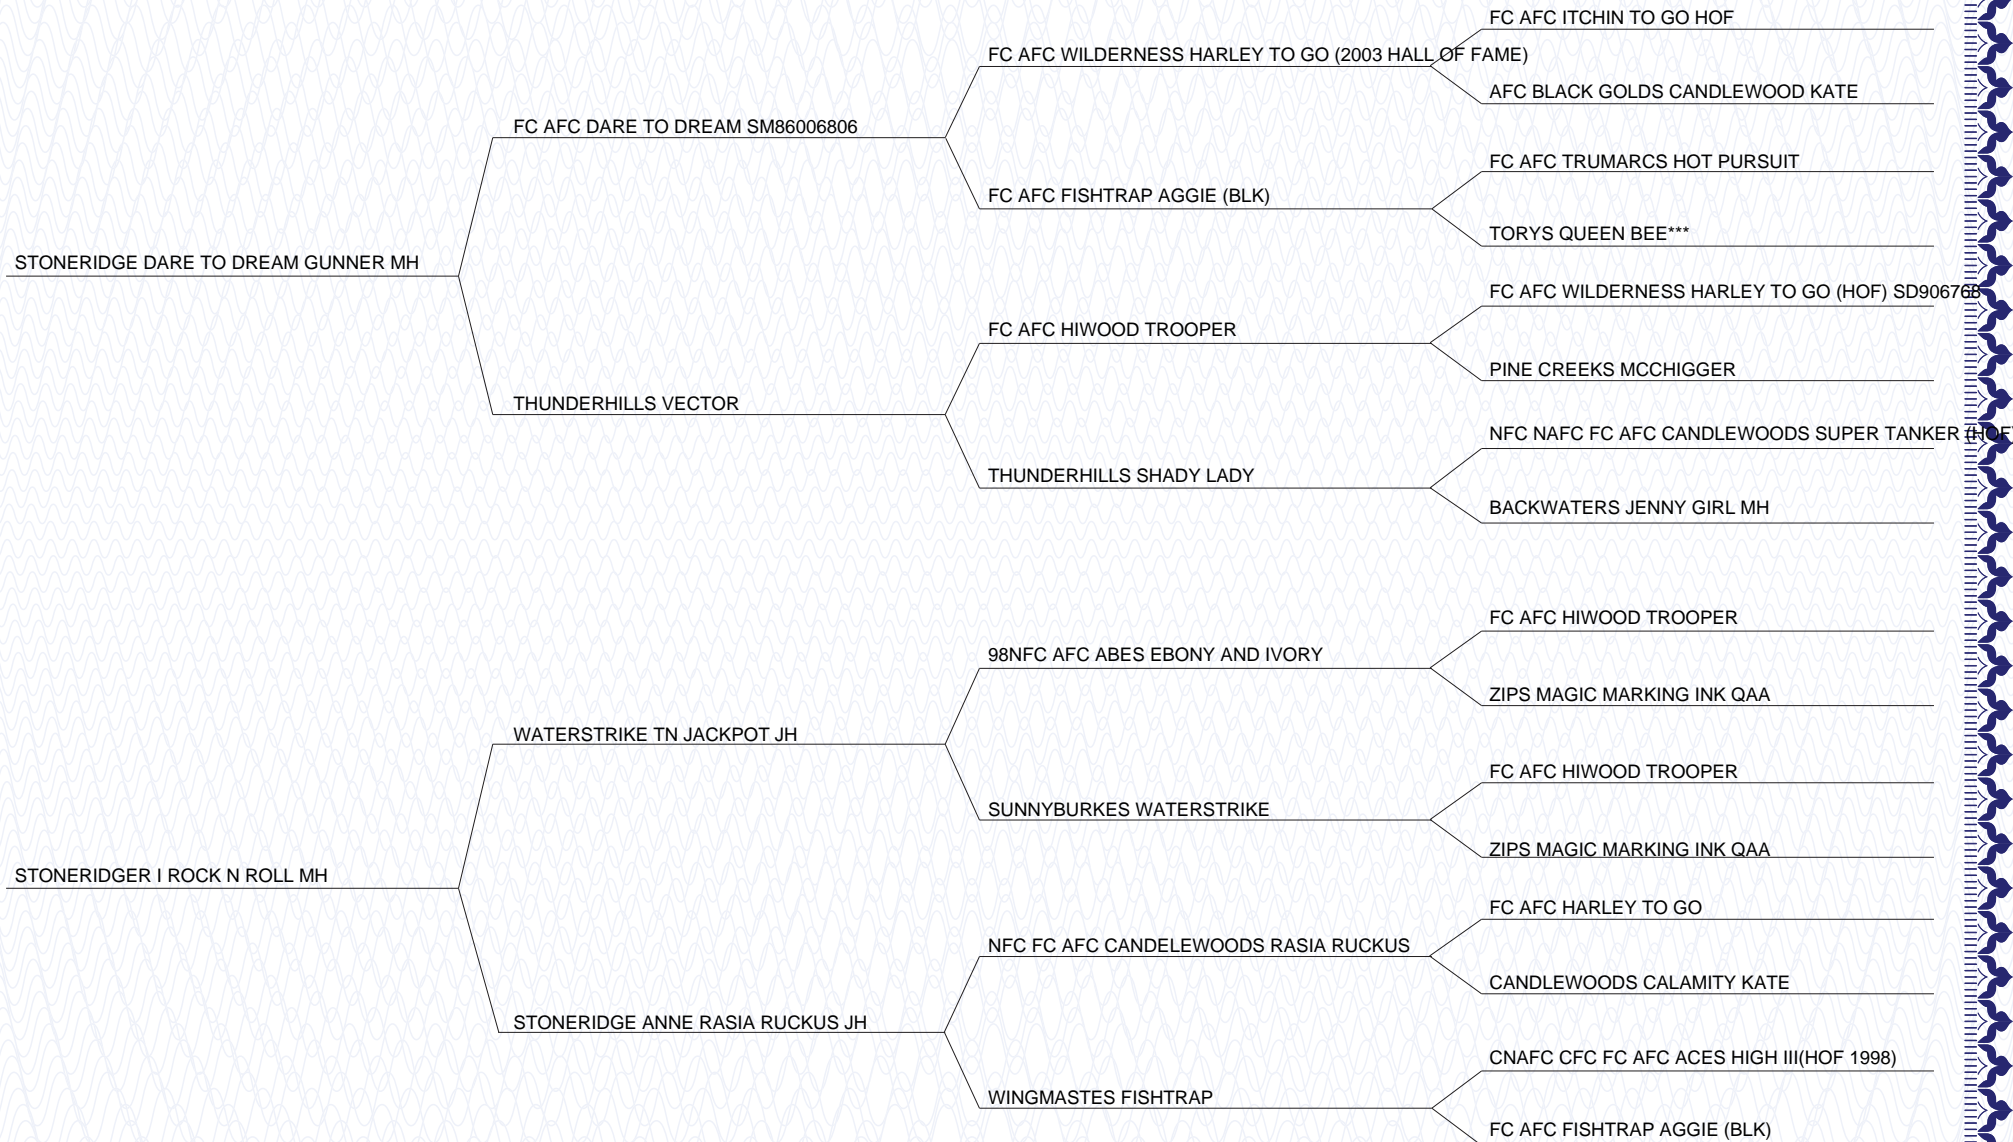 FC AFC ITCHIN TO GO HOF
FC AFC WILDERNESS HARLEY TO GO (2003 HALL OF FAME)
AFC BLACK GOLDS CANDLEWOOD KATE
FC AFC DARE TO DREAM SM86006806
FC AFC TRUMARCS HOT PURSUIT
FC AFC FISHTRAP AGGIE (BLK)
TORYS QUEEN BEE***
STONERIDGE DARE TO DREAM GUNNER MH
FC AFC WILDERNESS HARLEY TO GO (HOF) SD906768
FC AFC HIWOOD TROOPER
PINE CREEKS MCCHIGGER
THUNDERHILLS VECTOR
NFC NAFC FC AFC CANDLEWOODS SUPER TANKER (HOF)
THUNDERHILLS SHADY LADY
BACKWATERS JENNY GIRL MH
FC AFC HIWOOD TROOPER
98NFC AFC ABES EBONY AND IVORY
ZIPS MAGIC MARKING INK QAA
WATERSTRIKE TN JACKPOT JH
FC AFC HIWOOD TROOPER
SUNNYBURKES WATERSTRIKE
ZIPS MAGIC MARKING INK QAA
STONERIDGER I ROCK N ROLL MH
FC AFC HARLEY TO GO
NFC FC AFC CANDELEWOODS RASIA RUCKUS
CANDLEWOODS CALAMITY KATE
STONERIDGE ANNE RASIA RUCKUS JH
CNAFC CFC FC AFC ACES HIGH III(HOF 1998)
WINGMASTES FISHTRAP
FC AFC FISHTRAP AGGIE (BLK)